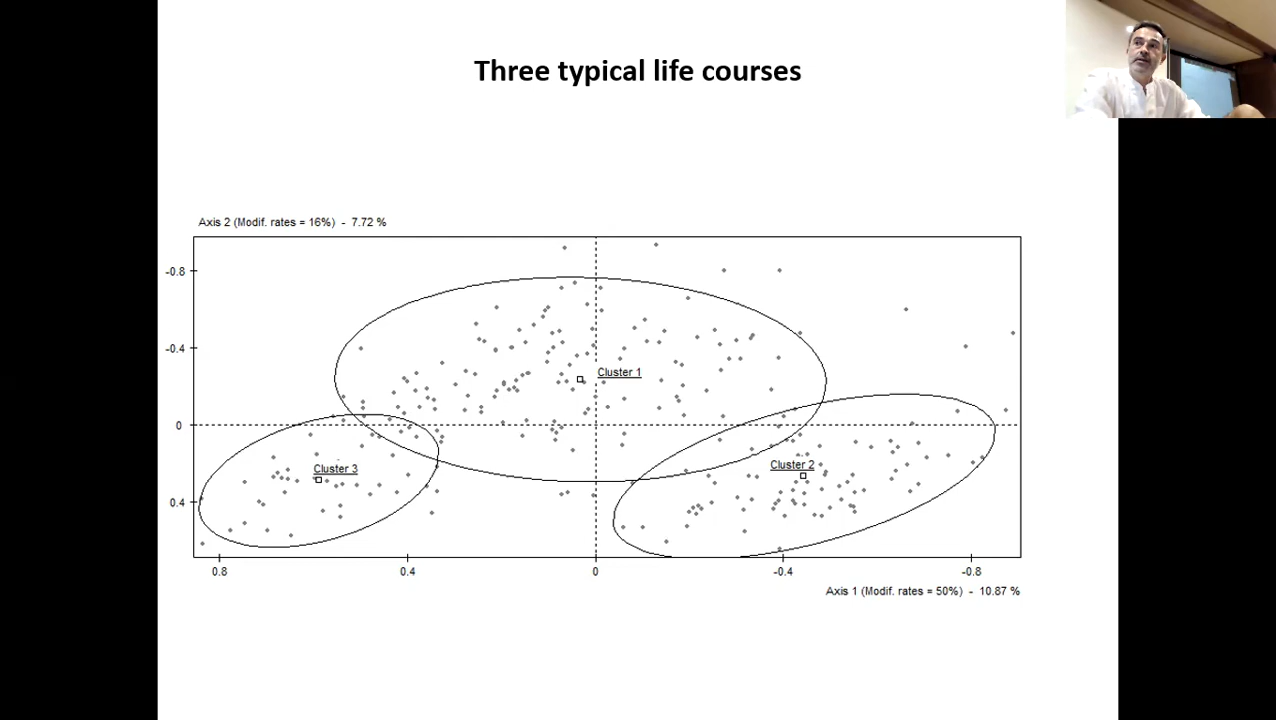 Three typical life courses
Axis 2 (Modif. rates = 16%) - 7.72 %
-0.8
-0.4
Cluster 1
0
Cluster 3
Cluster 2
0.4
0.8
0.4
0
-0.4
-0.8
Axis 1 (Modif. rates = 50%) - 10.87 %